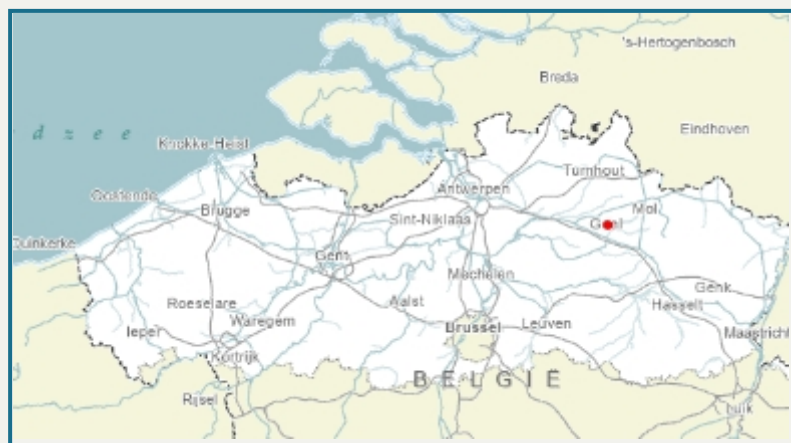 's-Hertogenbosch
Breda
d z e e
Eindhoven
Knokke-Heist
Turnhout
Oostende
Antwerpen
Mol
Brugge
Sint-Niklaas
Geel
Duinkerke
Gent
Mechelen
Genk
Roeselare
Aalst
Hasselt
Ieper
Waregem
Brussel
Leuven
Maastricht
Kortrijk
BELGIË
Rijsel
Luik